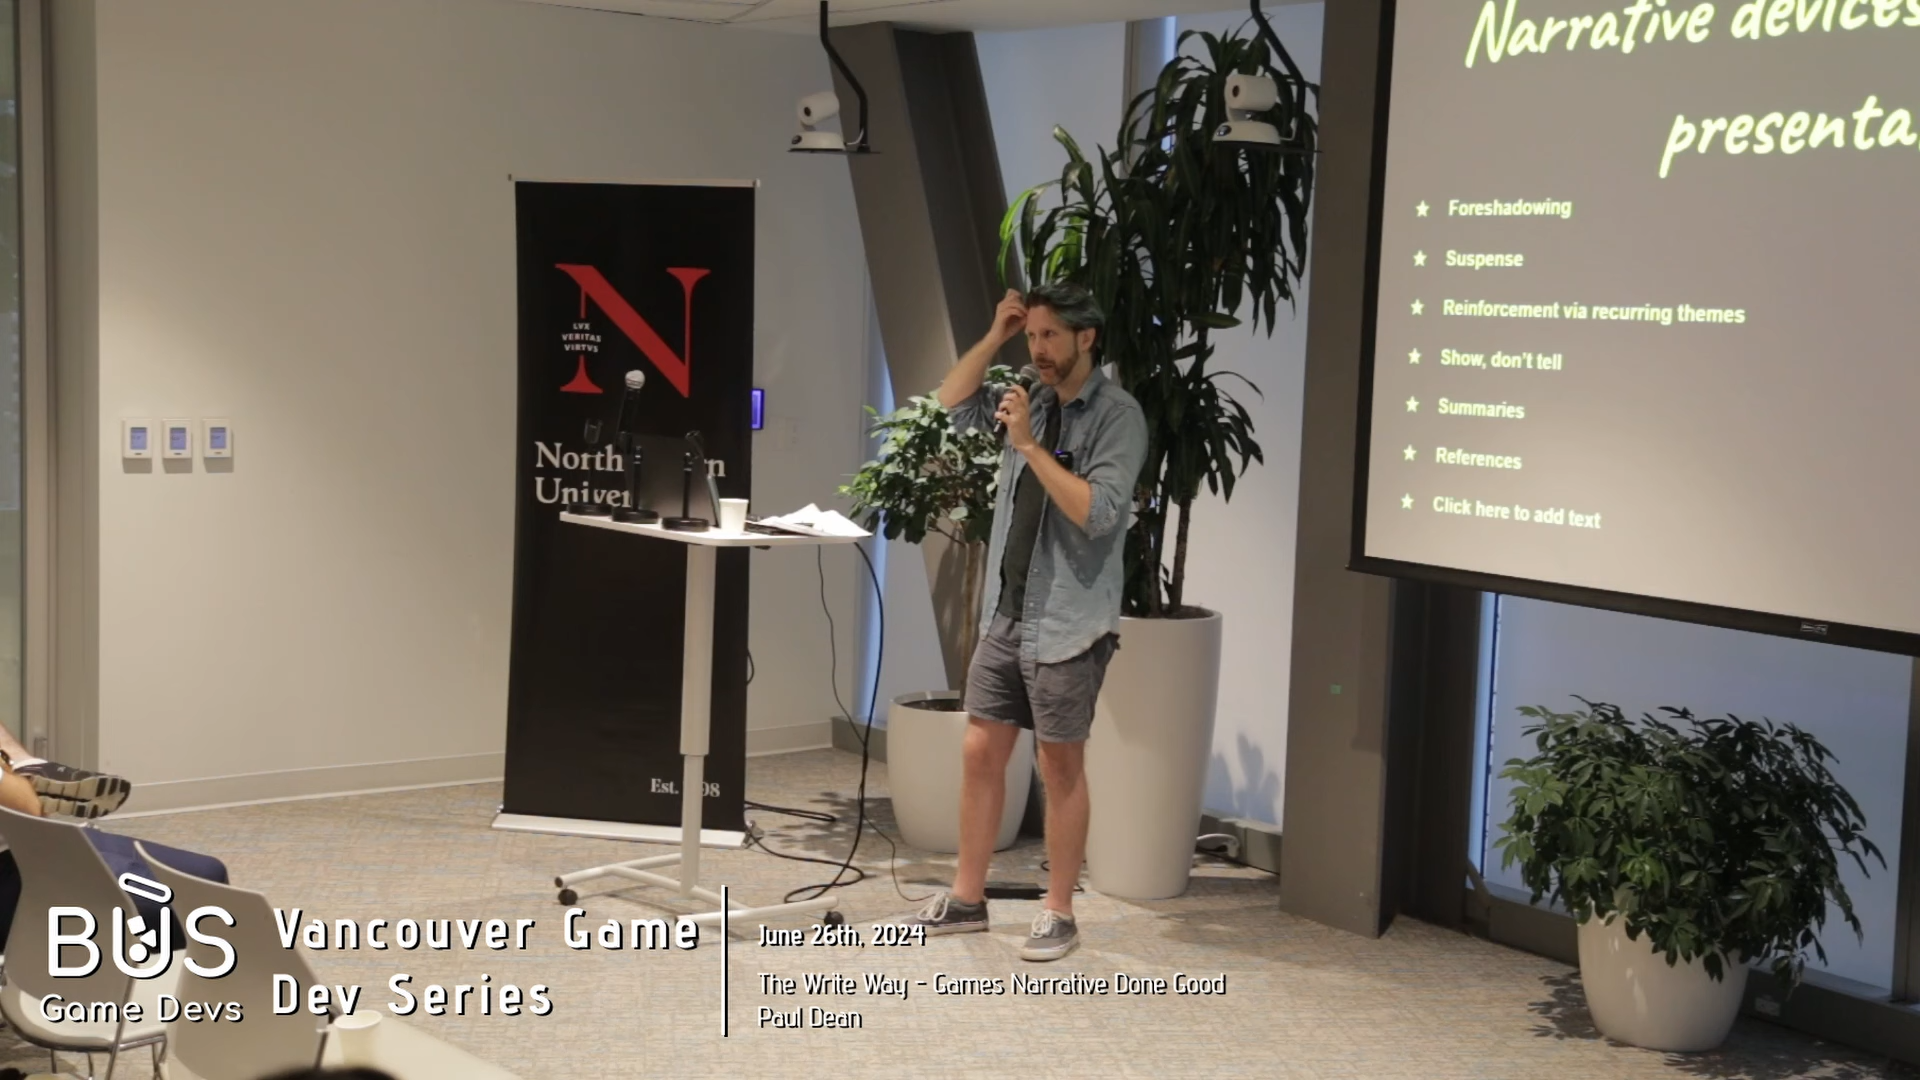 Narrative devices
presenta
★ Foreshadowing
★ Suspense
★ Reinforcement via recurring themes
★ Show, don't tell
★ Summaries
★ References
★ Click here to add text
N
LVX
VERITAS
VIRTVS
North rn
Univer
Est. 98
BUS
Game Devs
Vancouver Game
Dev Series
June 26th, 2024
The Write Way - Games Narrative Done Good
Paul Dean